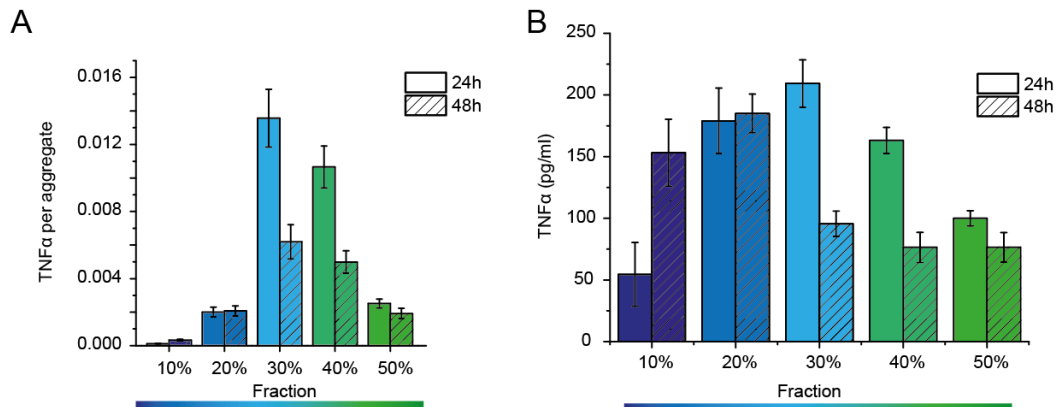 A
TNFα per aggregate
0.016
0.012
0.008
0.004
0.000
24h
48h
10% 20% 30% 40% 50%
Fraction
B
TNFα (pg/ml)
250
200
150
100
50
0
24h
48h
10% 20% 30% 40% 50%
Fraction